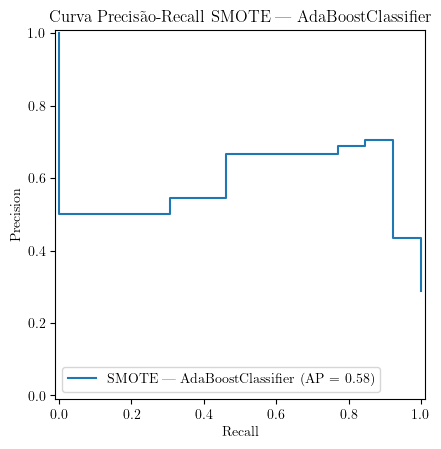 Curva Precisão-Recall SMOTE — AdaBoostClassifier
1.0
0.8
0.6
0.4
0.2
0.0
Precision
SMOTE — AdaBoostClassifier (AP = 0.58)
0.0 0.2 0.4 0.6 0.8 1.0
Recall